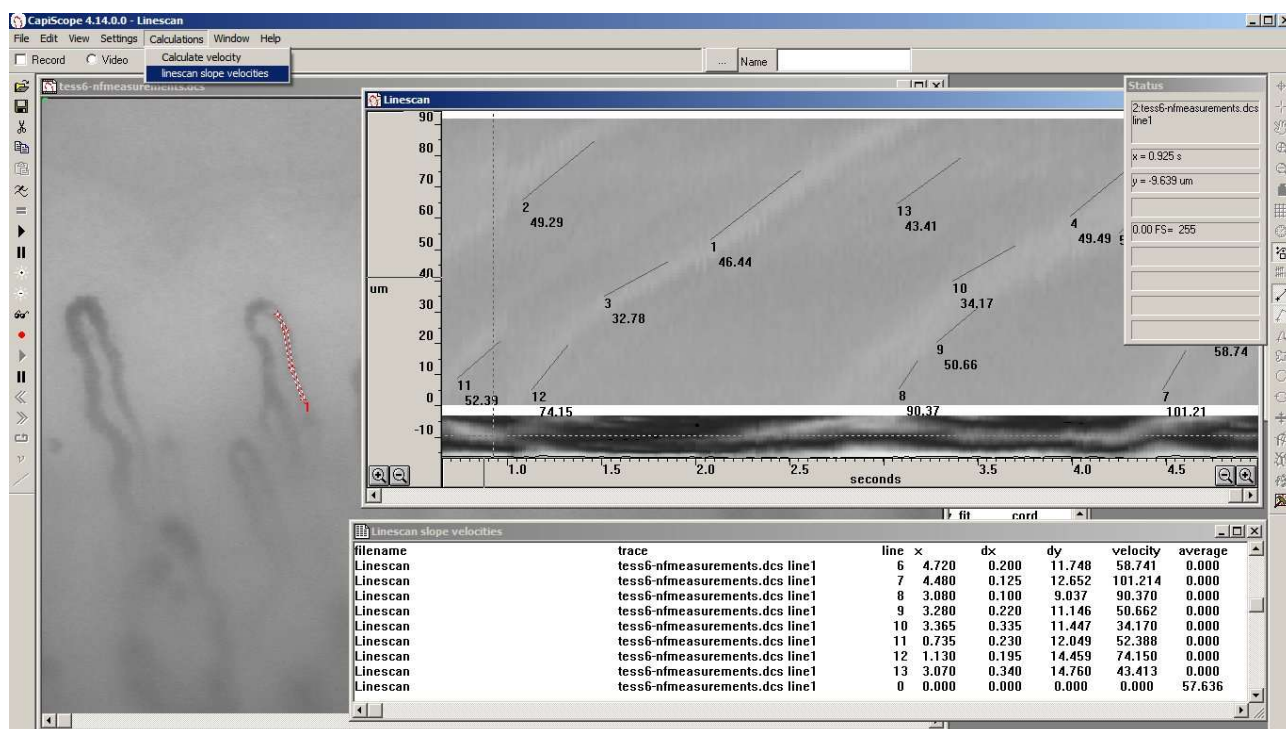 CapiScope 4.14.0.0 - Linescan
File Edit View Settings Calculations Window Help
Calculate velocity
linescan slope velocities
Record Video ... Name
tess6-nfmeasurements.dcs
1
Linescan
90
80
70
60
50
40
30
20
10
0
-10
um
2
49.29
1
46.44
3
32.78
13
43.41
4
49.49
10
34.17
9
50.66
58.74
11
52.39
12
74.15
8
90.37
7
101.21
1.0 1.5 2.0 2.5 3.5 4.0 4.5
seconds
Status
2:tess6-nfmeasurements.dcs
line1
x = 0.925 s
y = -9.639 um
0.00 FS= 255
fit cord
Linescan slope velocities
filename trace line x dx dy velocity average
Linescan tess6-nfmeasurements.dcs line1 6 4.720 0.200 11.748 58.741 0.000
Linescan tess6-nfmeasurements.dcs line1 7 4.480 0.125 12.652 101.214 0.000
Linescan tess6-nfmeasurements.dcs line1 8 3.080 0.100 9.037 90.370 0.000
Linescan tess6-nfmeasurements.dcs line1 9 3.280 0.220 11.146 50.662 0.000
Linescan tess6-nfmeasurements.dcs line1 10 3.365 0.335 11.447 34.170 0.000
Linescan tess6-nfmeasurements.dcs line1 11 0.735 0.230 12.049 52.388 0.000
Linescan tess6-nfmeasurements.dcs line1 12 1.130 0.195 14.459 74.150 0.000
Linescan tess6-nfmeasurements.dcs line1 13 3.070 0.340 14.760 43.413 0.000
Linescan tess6-nfmeasurements.dcs line1 0 0.000 0.000 0.000 0.000 57.636